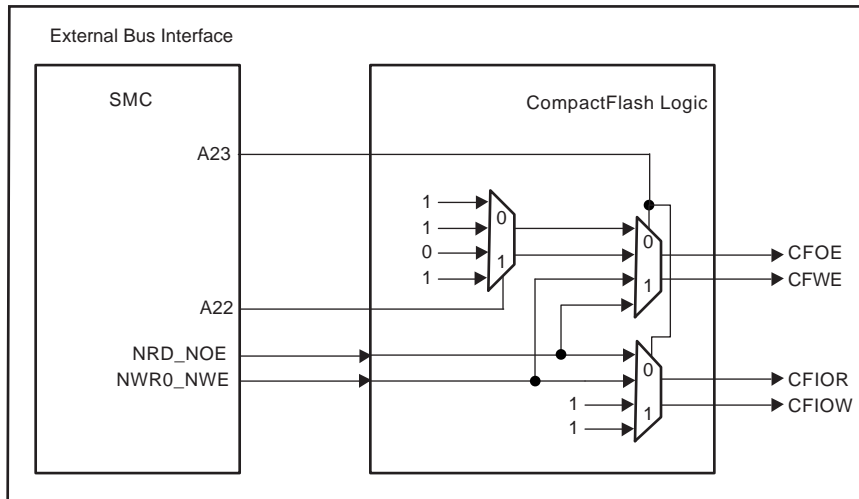 External Bus Interface
SMC
CompactFlash Logic
A23
1
1
0
1
0
1
A22
0
1
CFOE
CFWE
NRD_NOE
NWR0_NWE
0
1
1
1
CFIOR
CFIOW